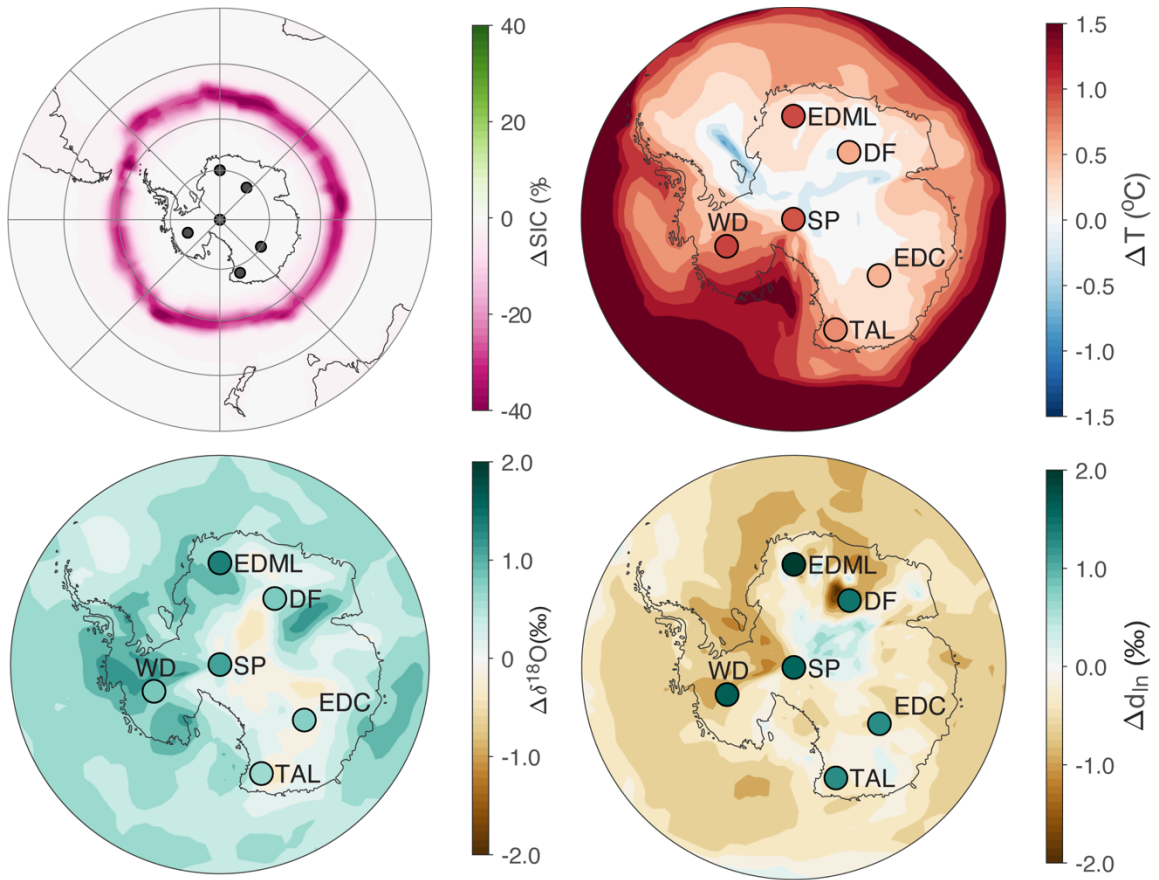 40
20
0
-20
-40
ΔSIC (%
EDML
DF
WD
SP
EDC
TAL
1.5
1.0
0.5
0.0
-0.5
-1.0
-1.5
ΔT (⁰C)
EDML
DF
WD
SP
EDC
TAL
2.0
1.0
0
-1.0
-2.0
Δδ¹⁸O(‰)
EDML
DF
WD
SP
EDC
TAL
2.0
1.0
0.0
-1.0
-2.0
Δdln (‰)